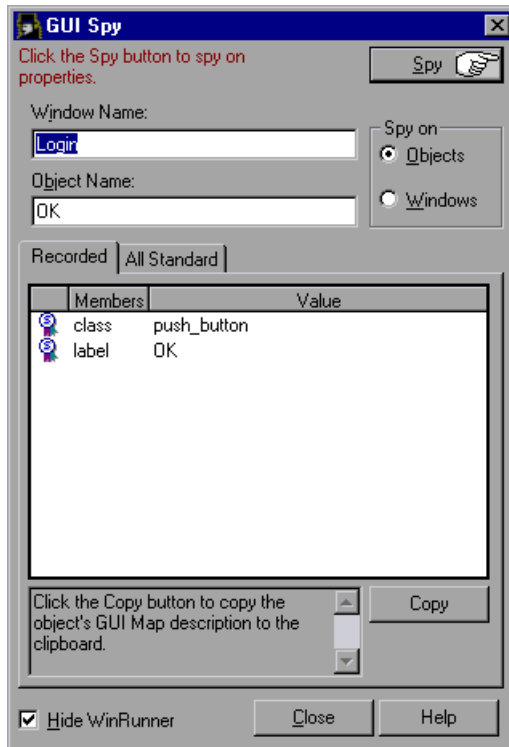 GUI Spy
Click the Spy button to spy on
properties.
Spy
Window Name:
Login
Spy on
Objects
Object Name:
Windows
OK
Recorded
All Standard
Members Value
class push_button
label OK
Click the Copy button to copy the
object's GUI Map description to the
clipboard.
Copy
Hide WinRunner
Close
Help